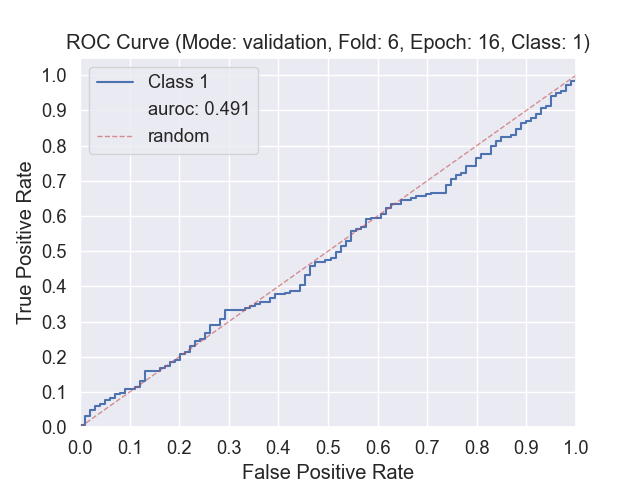 ROC Curve (Mode: validation, Fold: 6, Epoch: 16, Class: 1)
Class 1
auroc: 0.491
random
True Positive Rate
1.0
0.9
0.8
0.7
0.6
0.5
0.4
0.3
0.2
0.1
0.0
0.0 0.1 0.2 0.3 0.4 0.5 0.6 0.7 0.8 0.9 1.0
False Positive Rate